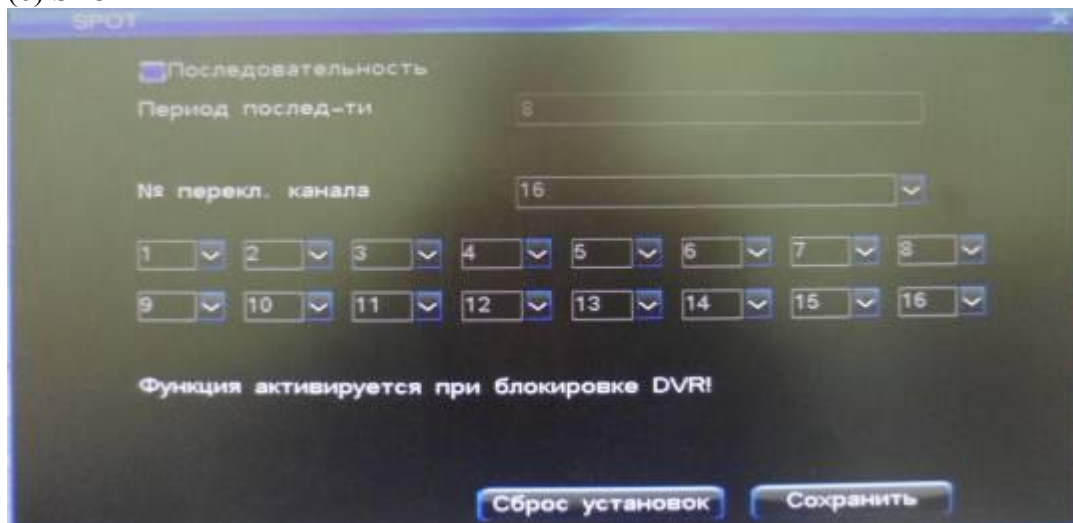 SPOT
Последовательность
Период послед-ти 8
№ перекл. канала 16
1 2 3 4 5 6 7 8
9 10 11 12 13 14 15 16
Функция активируется при блокировке DVR!
Сброс установок Сохранить